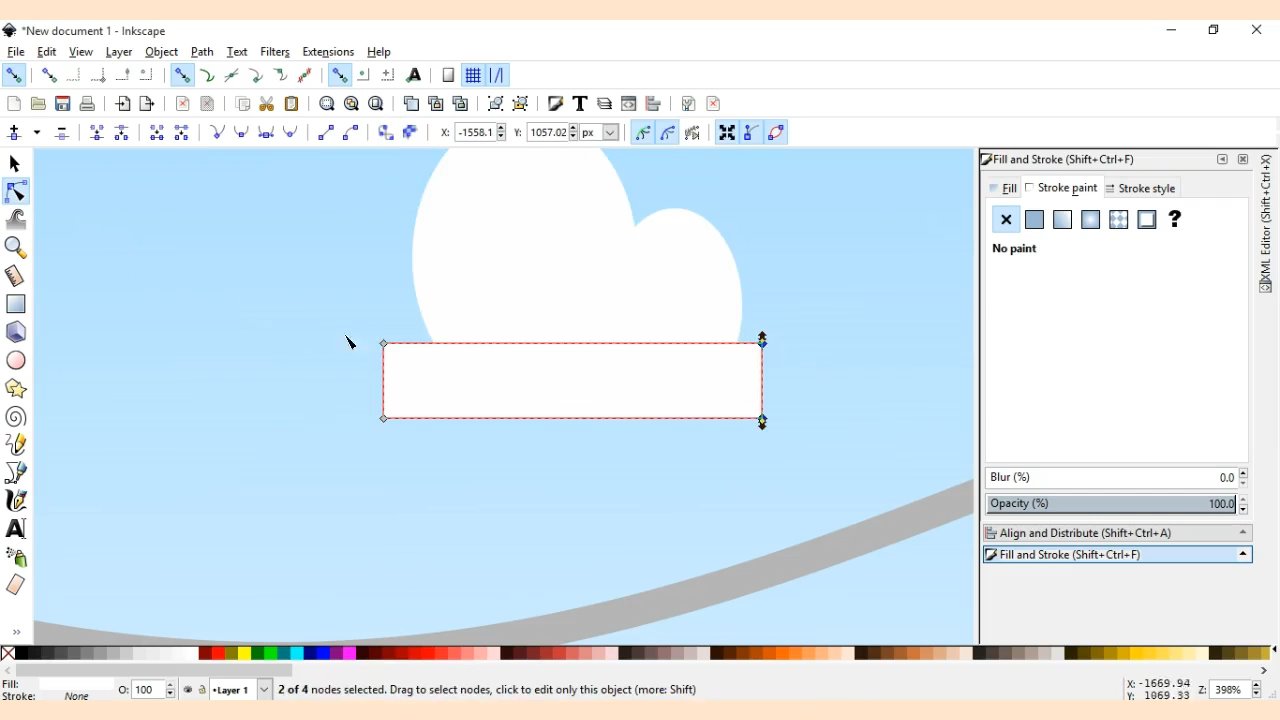 *New document 1 - Inkscape
File Edit View Layer Object Path Text Filters Extensions Help
X: -1558.1 Y: 1057.02 px
Fill and Stroke (Shift+Ctrl+F)
Fill Stroke paint Stroke style
No paint
Blur (%) 0.0
Opacity (%) 100.0
Align and Distribute (Shift+Ctrl+A)
Fill and Stroke (Shift+Ctrl+F)
XML Editor (Shift+Ctrl+X)
Fill:
Stroke: None
O: 100
•Layer 1
2 of 4 nodes selected. Drag to select nodes, click to edit only this object (more: Shift)
X: -1669.94
Y: 1069.33
Z: 398%